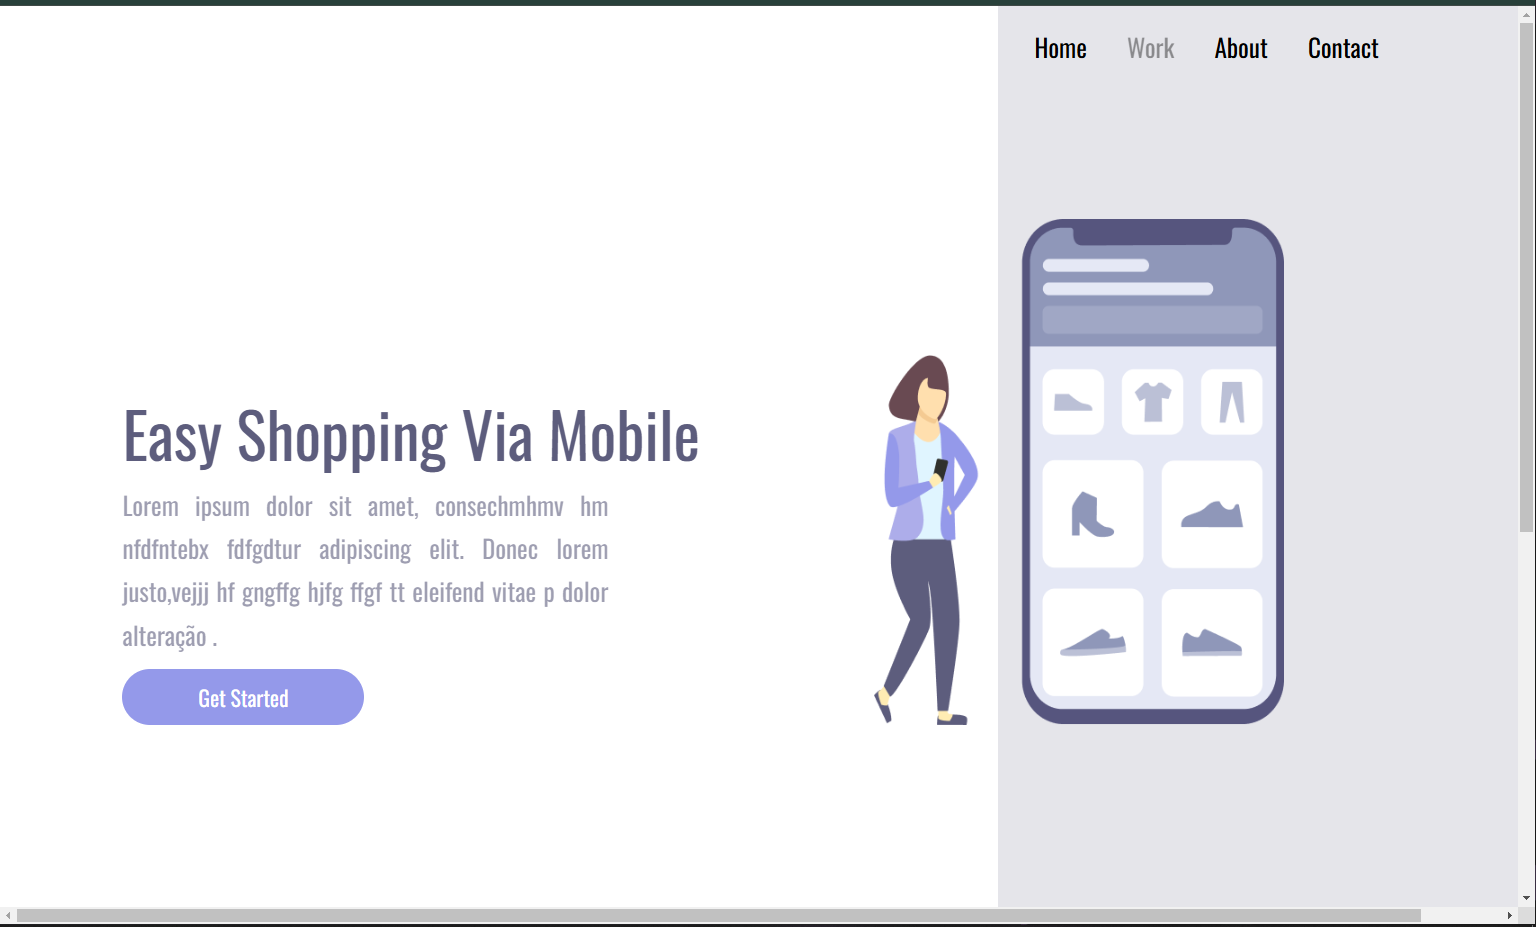 Home Work About Contact
Easy Shopping Via Mobile
Lorem ipsum dolor sit amet, consechmhmv hm
nfdfntebx fdfgdtur adipiscing elit. Donec lorem
justo,vejjj hf gngffg hjfg ffgf tt eleifend vitae p dolor
alteração .
Get Started